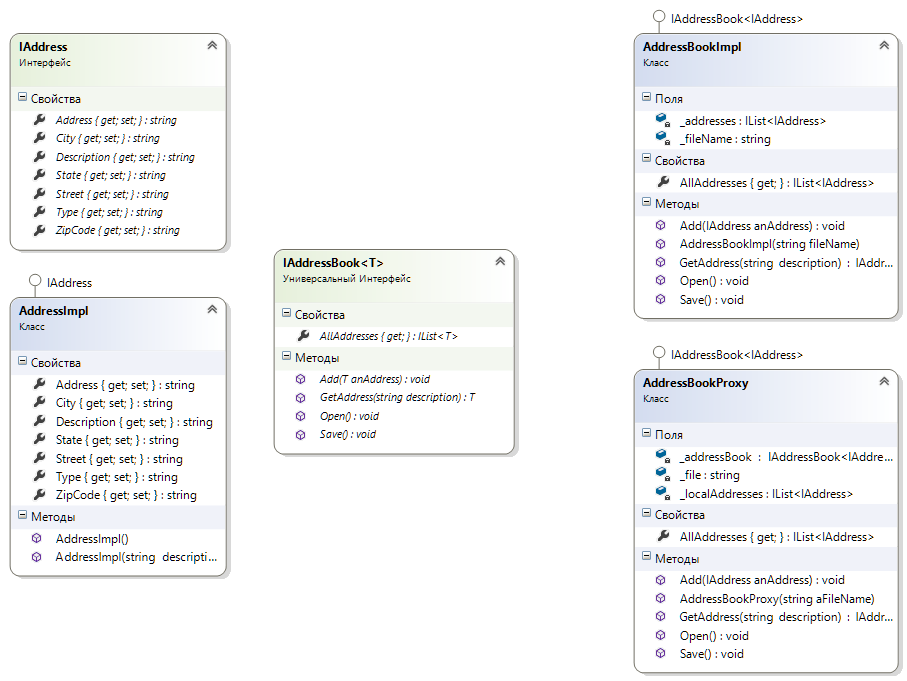 IAddress
Интерфейс
Свойства
Address { get; set; } : string
City { get; set; } : string
Description { get; set; } : string
State { get; set; } : string
Street { get; set; } : string
Type { get; set; } : string
ZipCode { get; set; } : string
IAddress
AddressImpl
Класс
Свойства
Address { get; set; } : string
City { get; set; } : string
Description { get; set; } : string
State { get; set; } : string
Street { get; set; } : string
Type { get; set; } : string
ZipCode { get; set; } : string
Методы
AddressImpl()
AddressImpl(string descripti...
IAddressBook<T>
Универсальный Интерфейс
Свойства
AllAddresses { get; } : IList<T>
Методы
Add(T anAddress) : void
GetAddress(string description) : T
Open() : void
Save() : void
IAddressBook<IAddress>
AddressBookImpl
Класс
Поля
_addresses : IList<IAddress>
_fileName : string
Свойства
AllAddresses { get; } : IList<IAddress>
Методы
Add(IAddress anAddress) : void
AddressBookImpl(string fileName)
GetAddress(string description) : IAddr...
Open() : void
Save() : void
IAddressBook<IAddress>
AddressBookProxy
Класс
Поля
_addressBook : IAddressBook<IAddre...
_file : string
_localAddresses : IList<IAddress>
Свойства
AllAddresses { get; } : IList<IAddress>
Методы
Add(IAddress anAddress) : void
AddressBookProxy(string aFileName)
GetAddress(string description) : IAddr...
Open() : void
Save() : void